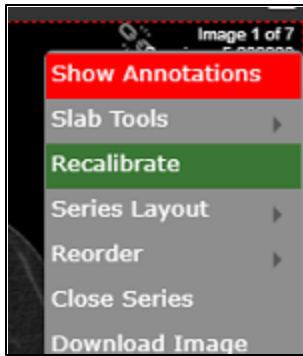 Image 1 of 7
Show Annotations
Slab Tools
Recalibrate
Series Layout
Reorder
Close Series
Download Image